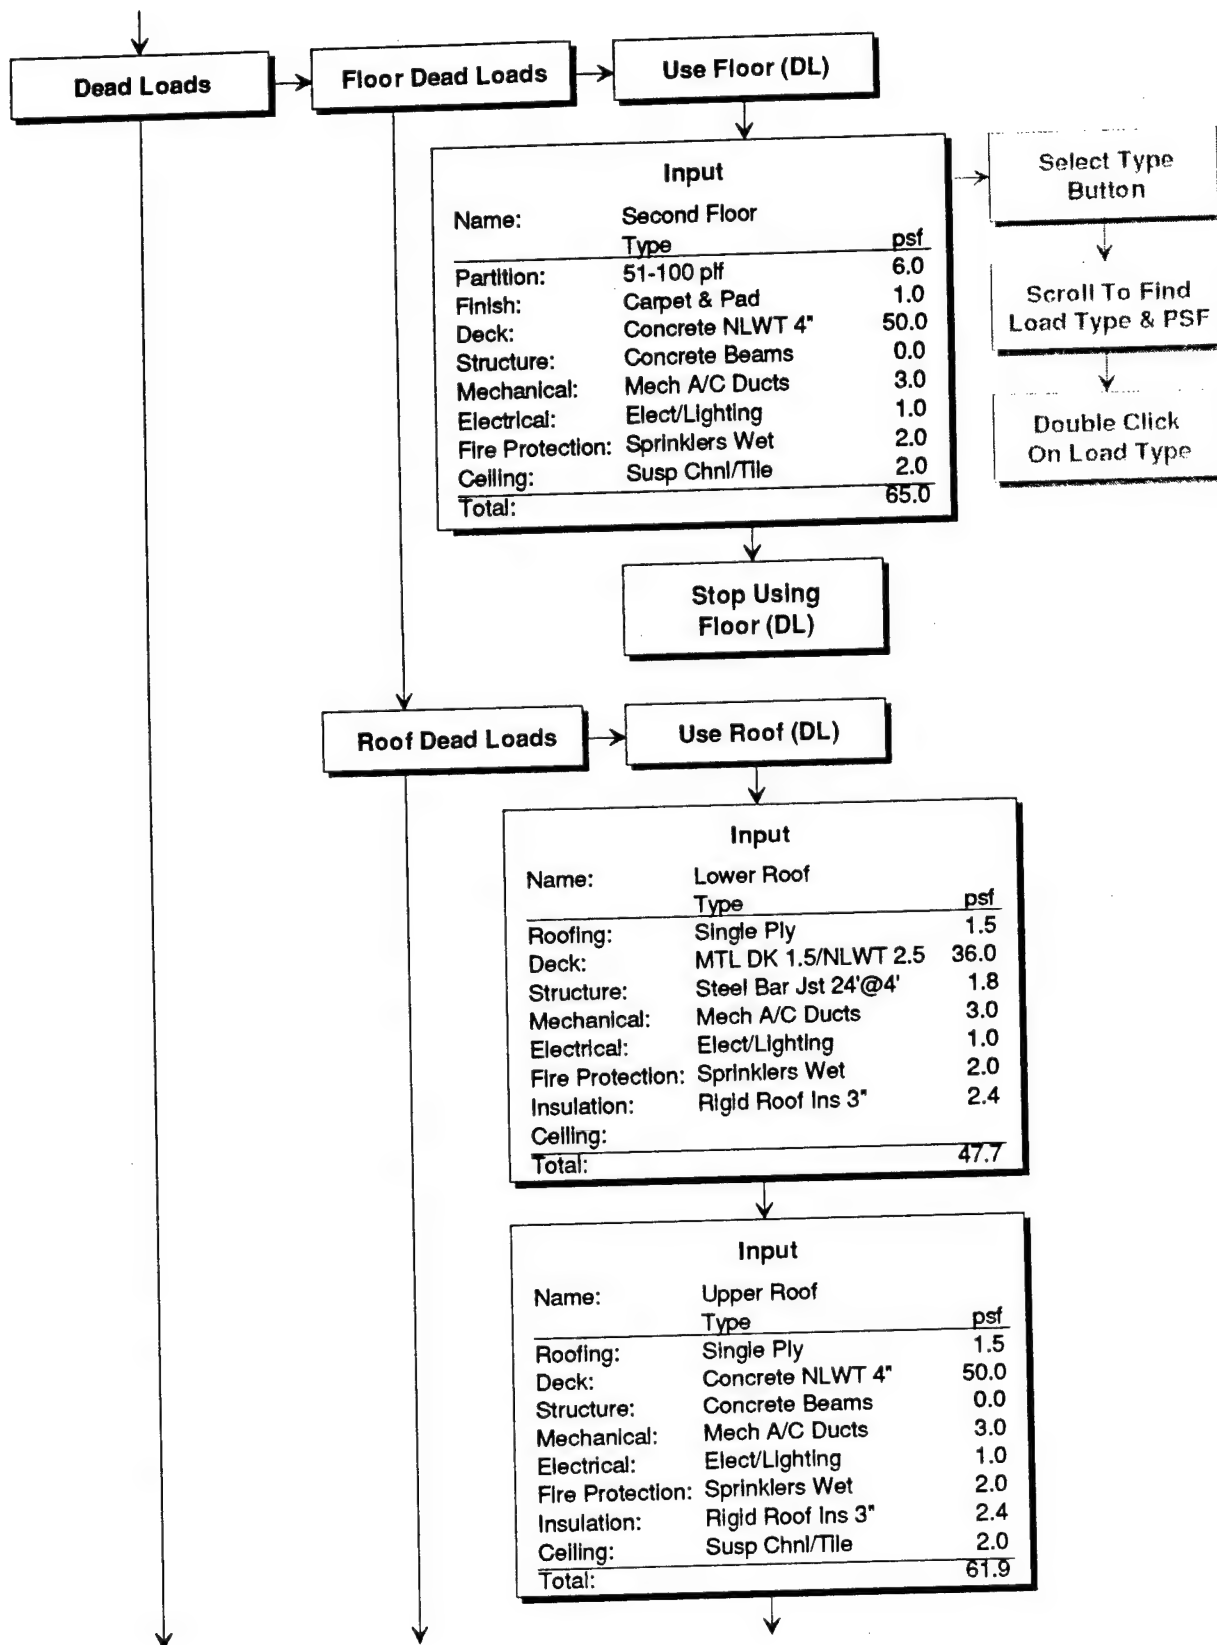 Dead Loads
Floor Dead Loads
Use Floor (DL)
Input
Name: Second Floor
Type psf
Partition: 51-100 plf 6.0
Finish: Carpet & Pad 1.0
Deck: Concrete NLWT 4" 50.0
Structure: Concrete Beams 0.0
Mechanical: Mech A/C Ducts 3.0
Electrical: Elect/Lighting 1.0
Fire Protection: Sprinklers Wet 2.0
Ceiling: Susp Chnl/Tile 2.0
Total: 65.0
Select Type
Button
Scroll To Find
Load Type & PSF
Double Click
On Load Type
Stop Using
Floor (DL)
Roof Dead Loads
Use Roof (DL)
Input
Name: Lower Roof
Type psf
Roofing: Single Ply 1.5
Deck: MTL DK 1.5/NLWT 2.5 36.0
Structure: Steel Bar Jst 24'@4' 1.8
Mechanical: Mech A/C Ducts 3.0
Electrical: Elect/Lighting 1.0
Fire Protection: Sprinklers Wet 2.0
Insulation: Rigid Roof Ins 3" 2.4
Ceiling:
Total: 47.7
Input
Name: Upper Roof
Type psf
Roofing: Single Ply 1.5
Deck: Concrete NLWT 4" 50.0
Structure: Concrete Beams 0.0
Mechanical: Mech A/C Ducts 3.0
Electrical: Elect/Lighting 1.0
Fire Protection: Sprinklers Wet 2.0
Insulation: Rigid Roof Ins 3" 2.4
Ceiling: Susp Chnl/Tile 2.0
Total: 61.9